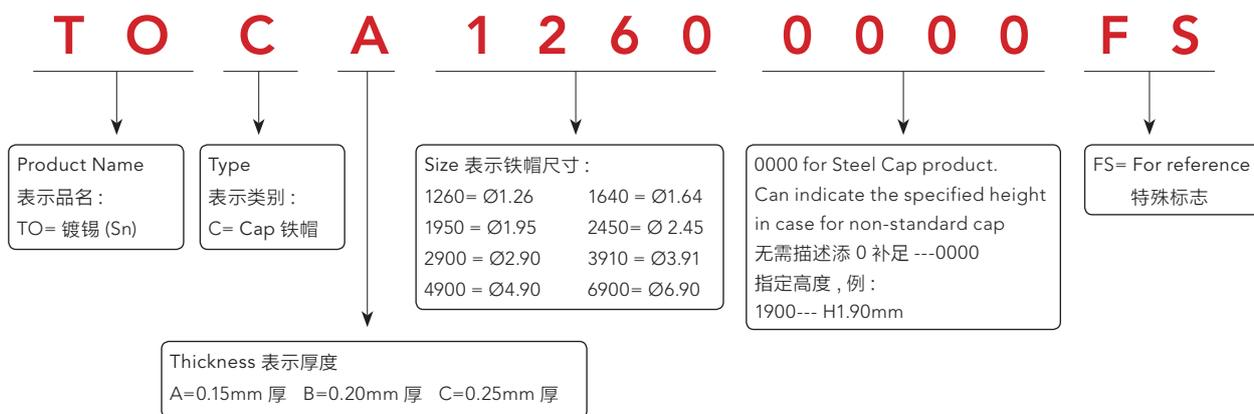 T O C A 1 2 6 0 0 0 0 0 F S
Product Name
表示品名 :
TO= 镀锡 (Sn)
Type
表示类别 :
C= Cap 铁帽
Size 表示铁帽尺寸 :
1260= Ø1.26 1640 = Ø1.64
1950 = Ø1.95 2450= Ø 2.45
2900 = Ø2.90 3910 = Ø3.91
4900 = Ø4.90 6900= Ø6.90
0000 for Steel Cap product.
Can indicate the specified height
in case for non-standard cap
无需描述添 0 补足 ---0000
指定高度 , 例 :
1900--- H1.90mm
FS= For reference
特殊标志
Thickness 表示厚度
A=0.15mm 厚 B=0.20mm 厚 C=0.25mm 厚